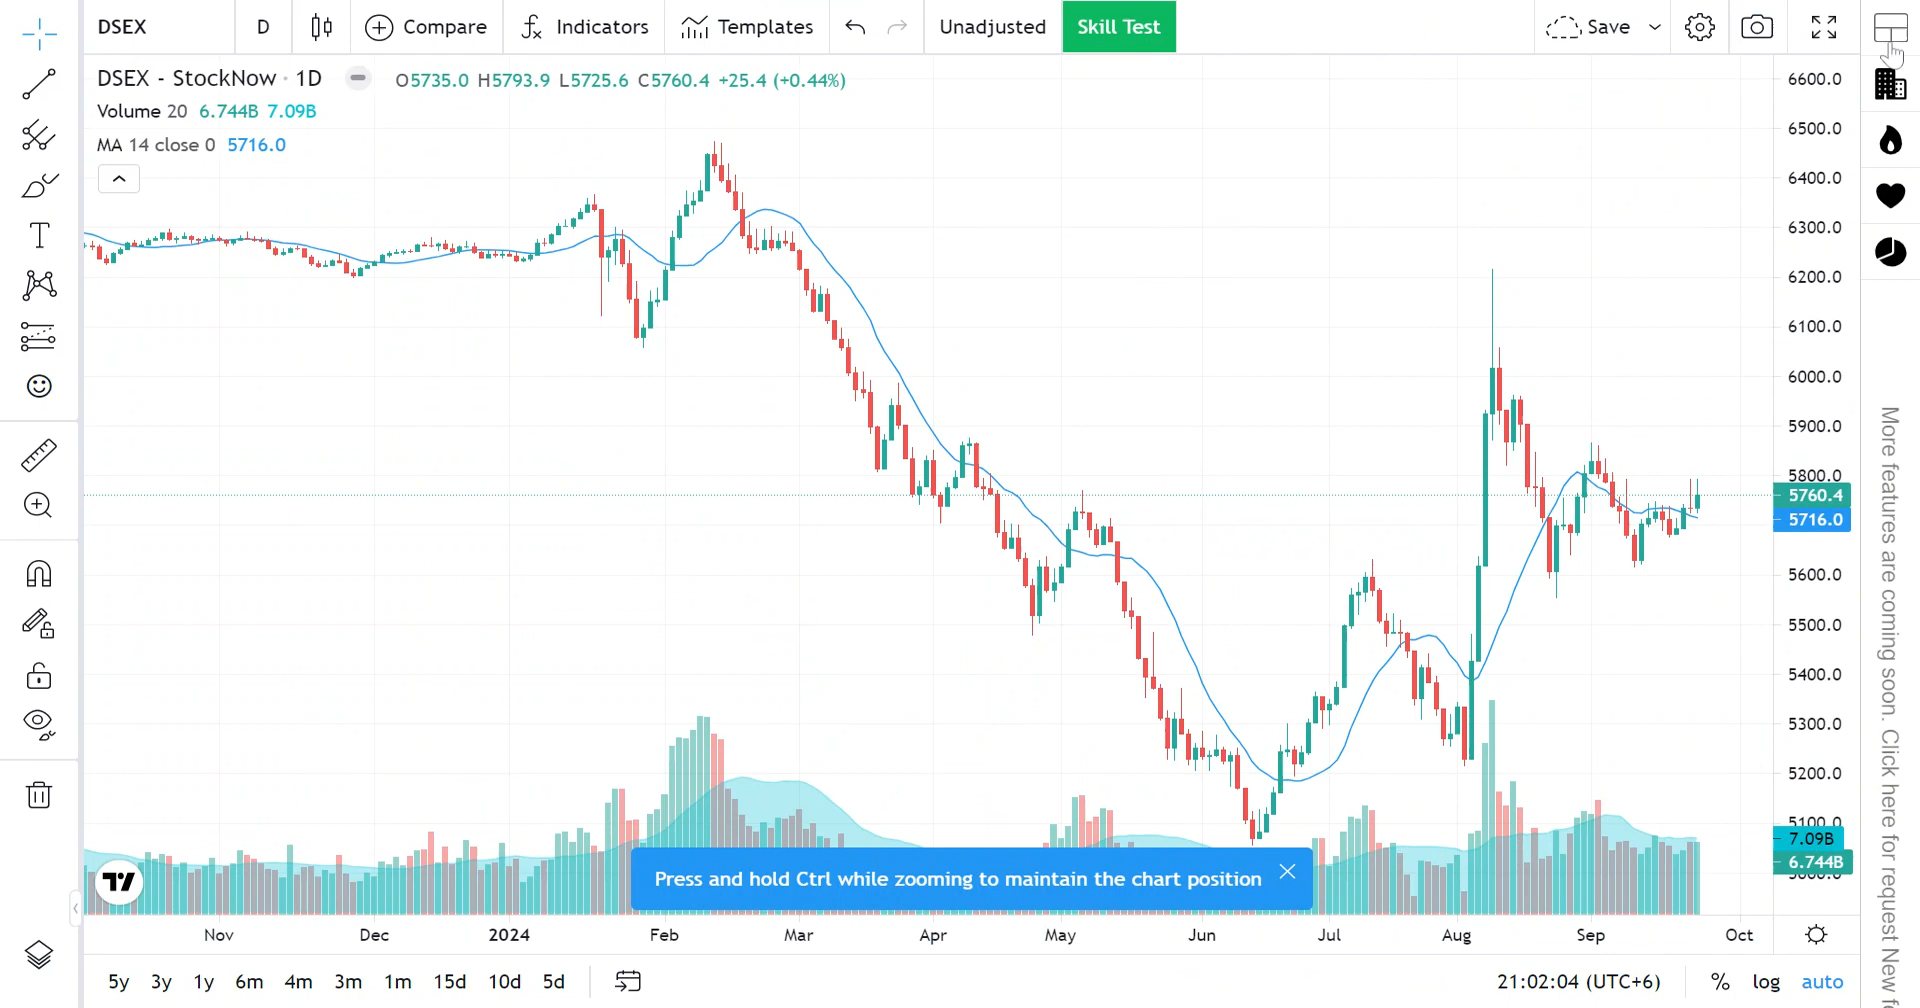 DSEX D Compare Indicators Templates Unadjusted Skill Test Save
DSEX - StockNow · 1D O5735.0 H5793.9 L5725.6 C5760.4 +25.4 (+0.44%)
Volume 20 6.744B 7.09B
MA 14 close 0 5716.0
6600.0
6500.0
6400.0
6300.0
6200.0
6100.0
6000.0
5900.0
5800.0
5760.4
5716.0
5600.0
5500.0
5400.0
5300.0
5200.0
5100.0
7.09B
6.744B
More features are coming soon. Click here for request New
Press and hold Ctrl while zooming to maintain the chart position
Nov Dec 2024 Feb Mar Apr May Jun Jul Aug Sep Oct
5y 3y 1y 6m 4m 3m 1m 15d 10d 5d 21:02:04 (UTC+6) % log auto